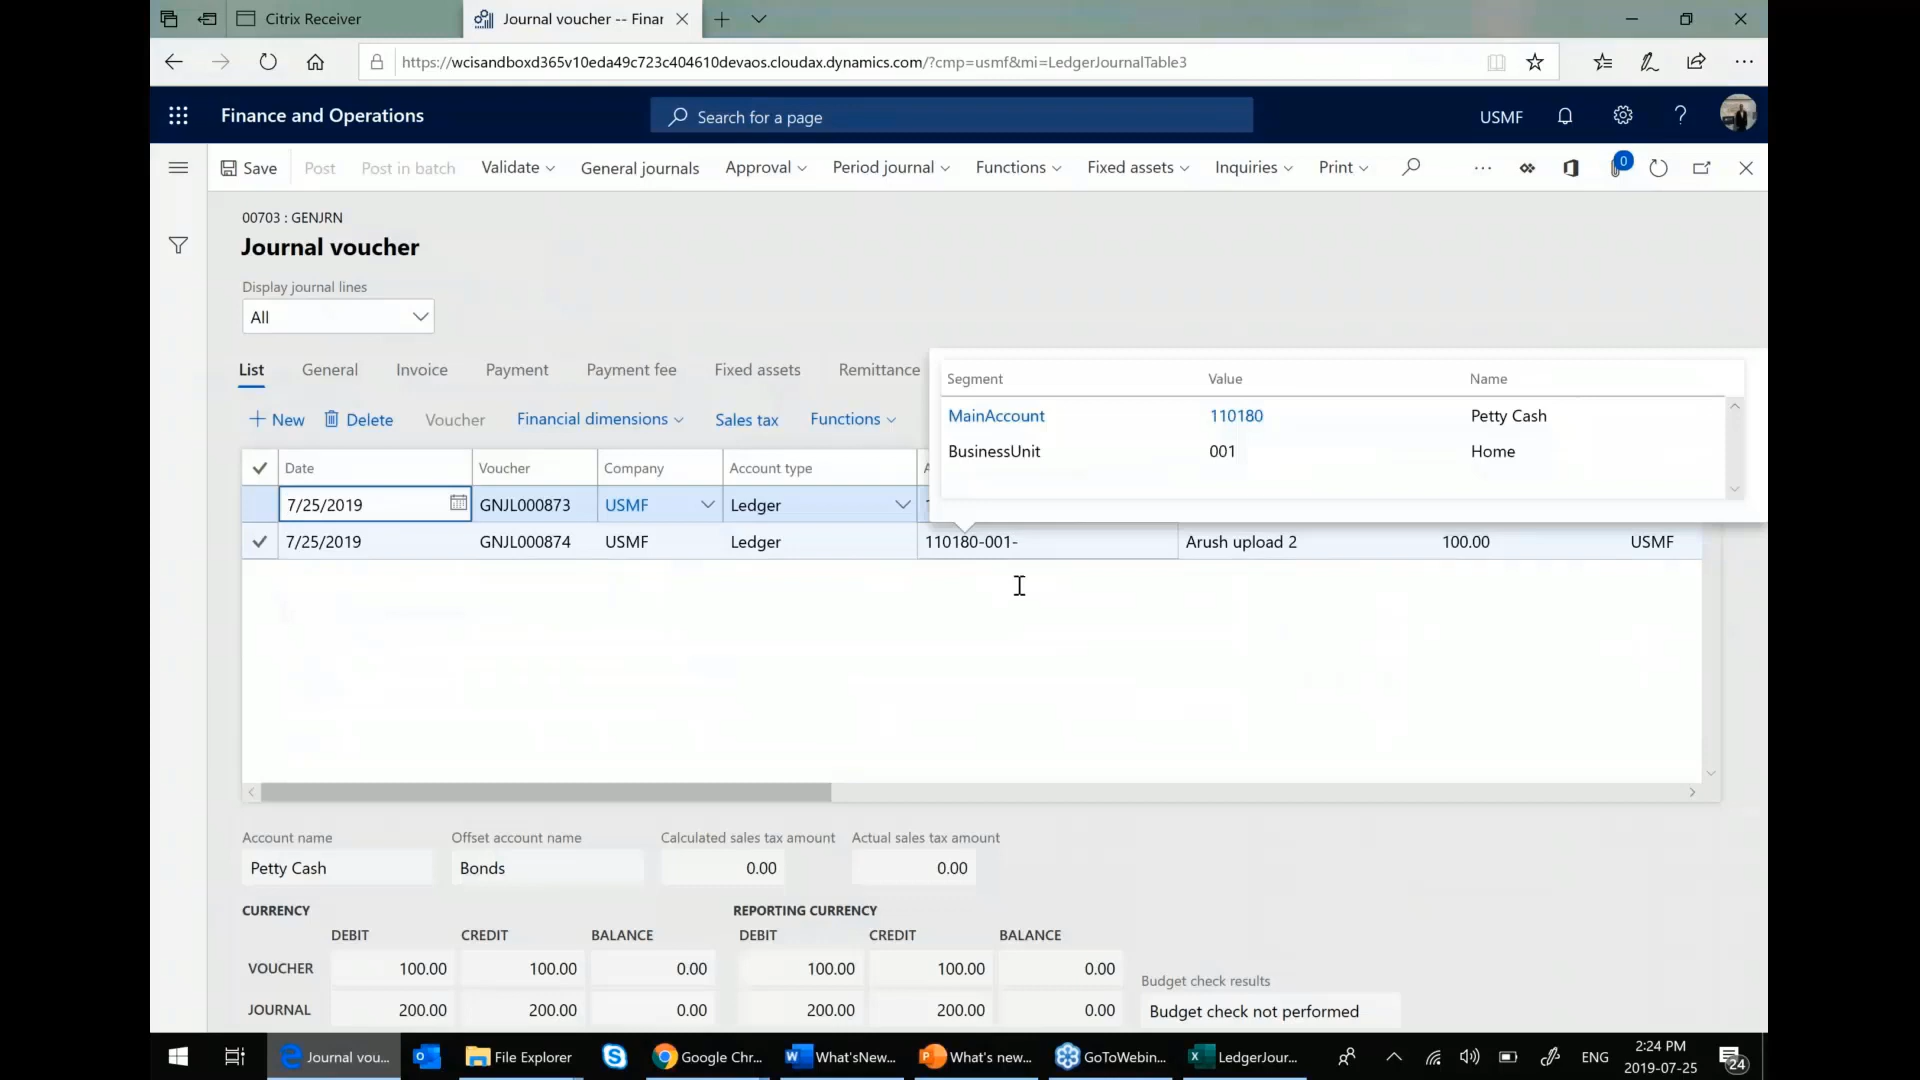 Citrix Receiver
Journal voucher -- Finar
https://wcisandboxd365v10eda49c723c404610devaos.cloudax.dynamics.com/?cmp=usmf&mi=LedgerJournalTable3
Finance and Operations
Search for a page
USMF
Save Post Post in batch Validate General journals Approval Period journal Functions Fixed assets Inquiries Print
0
00703 : GENJRN
Journal voucher
Display journal lines
All
List General Invoice Payment Payment fee Fixed assets Remittance
Segment Value Name
MainAccount 110180 Petty Cash
BusinessUnit 001 Home
New Delete Voucher Financial dimensions Sales tax Functions
Date Voucher Company Account type
7/25/2019 GNJL000873 USMF Ledger
7/25/2019 GNJL000874 USMF Ledger 110180-001- Arush upload 2 100.00 USMF
Account name Offset account name Calculated sales tax amount Actual sales tax amount
Petty Cash Bonds 0.00 0.00
CURRENCY REPORTING CURRENCY
DEBIT CREDIT BALANCE DEBIT CREDIT BALANCE
VOUCHER 100.00 100.00 0.00 100.00 100.00 0.00
Budget check results
JOURNAL 200.00 200.00 0.00 200.00 200.00 0.00
Budget check not performed
Journal vou...
File Explorer
Google Chr...
What'sNew...
What's new...
GoToWebin...
LedgerJour...
ENG
2:24 PM
2019-07-25
24